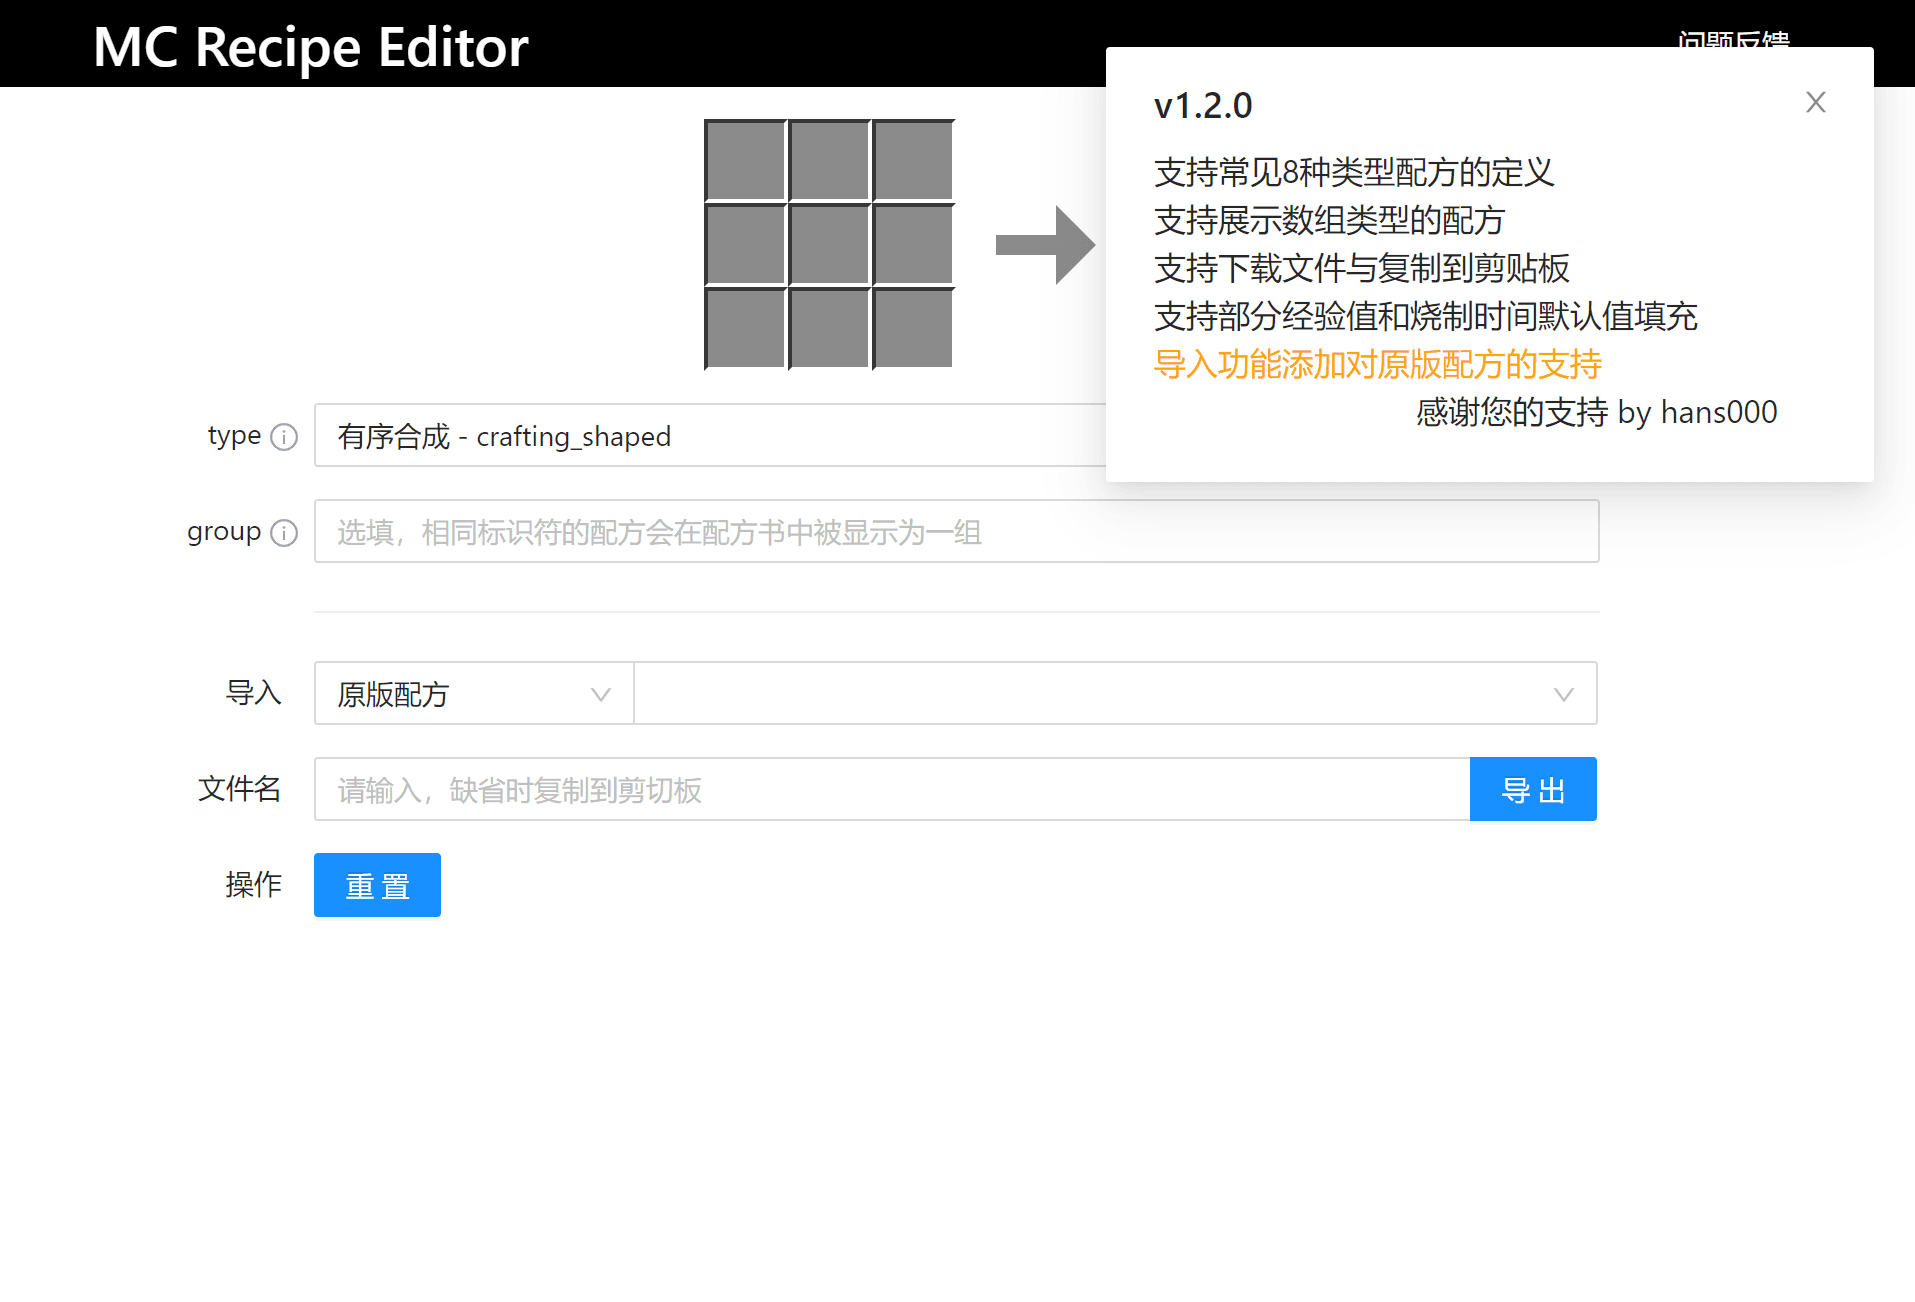 MC Recipe Editor
问题反馈
v1.2.0
支持常见8种类型配方的定义
支持展示数组类型的配方
支持下载文件与复制到剪贴板
支持部分经验值和烧制时间默认值填充
导入功能添加对原版配方的支持
感谢您的支持 by hans000
type
有序合成 - crafting_shaped
group
选填，相同标识符的配方会在配方书中被显示为一组
导入
原版配方
文件名
请输入，缺省时复制到剪切板
导 出
操作
重 置